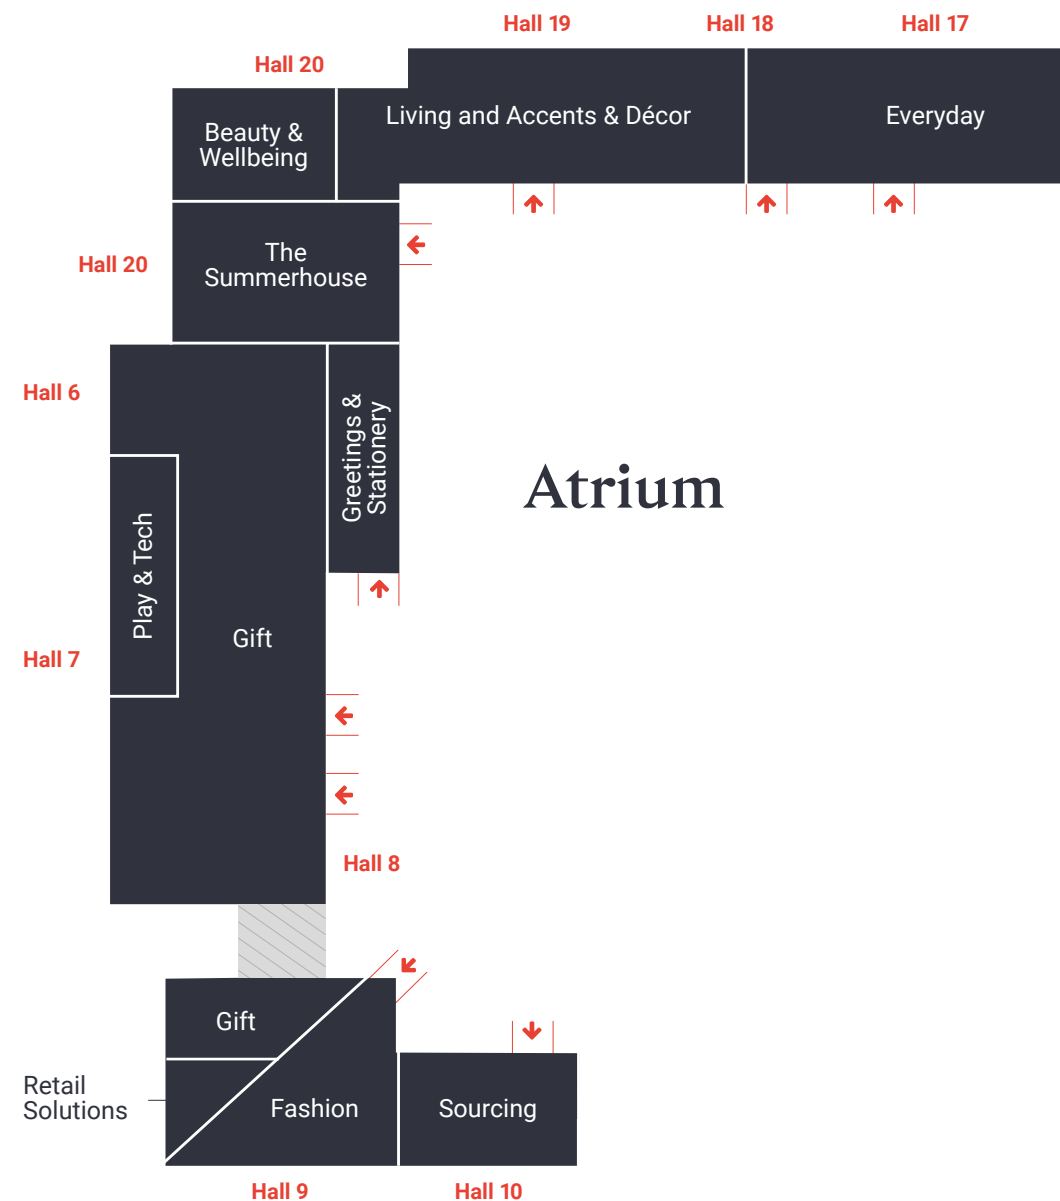 Hall 19
Hall 18
Hall 17
Hall 20
Living and Accents & Décor
Everyday
Beauty &
Wellbeing
The
Summerhouse
Hall 20
Hall 6
Greetings &
Stationery
Atrium
Play & Tech
Gift
Hall 7
Hall 8
Gift
Retail
Solutions
Fashion
Sourcing
Hall 9
Hall 10